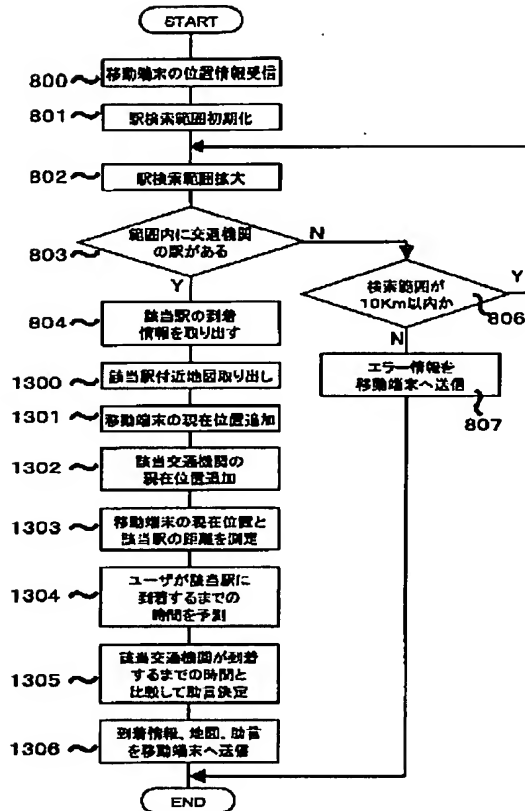 START
800 移動端末の位置情報受信
801 駅検索範囲初期化
802 駅検索範囲拡大
803 範囲内に交通機関
の駅がある
N
Y
検索範囲が
10Km以内か
Y
806
N
エラー情報を
移動端末へ送信
807
804 該当駅の到着
情報を取り出す
1300 該当駅付近地図取り出し
1301 移動端末の現在位置追加
1302 該当交通機関の
現在位置追加
1303 移動端末の現在位置と
該当駅の距離を測定
1304 ユーザが該当駅に
到着するまでの
時間を予測
1305 該当交通機関が到着
するまでの時間と
比較して助言決定
1306 到着情報、地図、助言
を移動端末へ送信
END